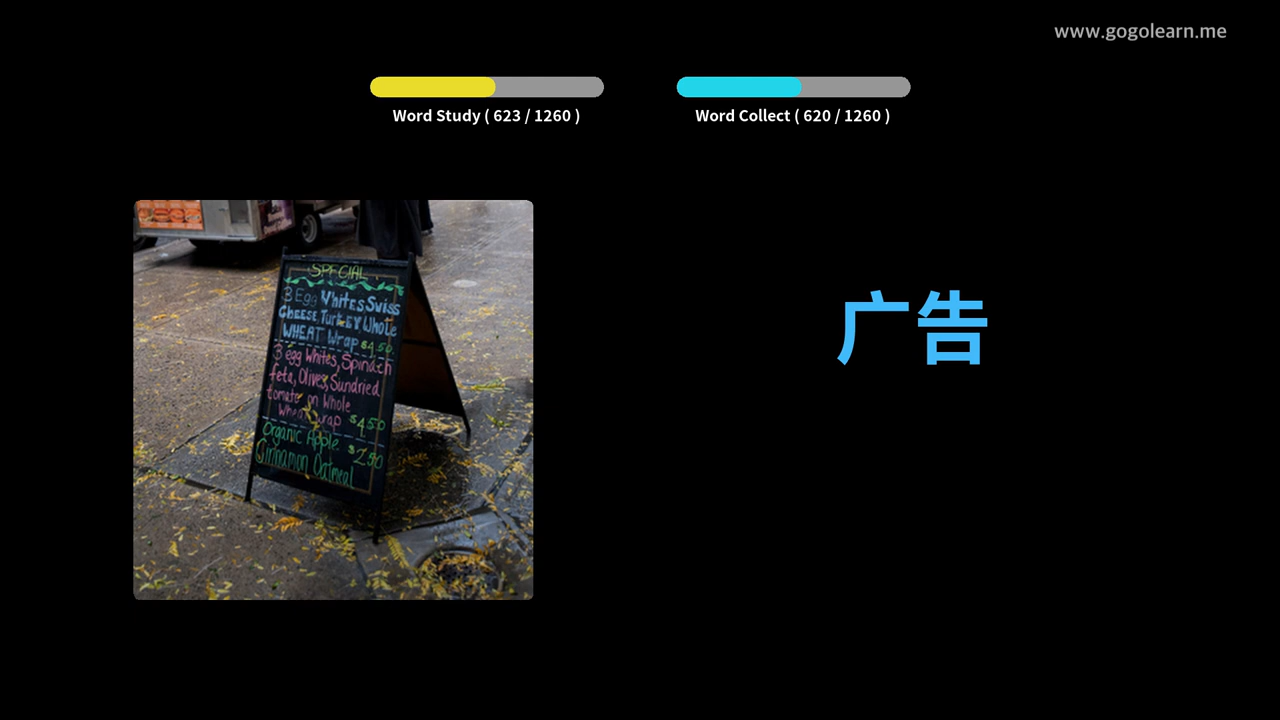 www.gogolearn.me
Word Study ( 623 / 1260 )
Word Collect ( 620 / 1260 )
SPECIAL
3 Egg Whites, Swiss
Cheese, Turkey, Whole
WHEAT Wrap $4.50
3 egg Whites, Spinach
feta, Olives, Sundried
tomato on Whole
Wheat wrap $4.50
Organic Apple
Cinnamon Oatmeal $2.50
广告